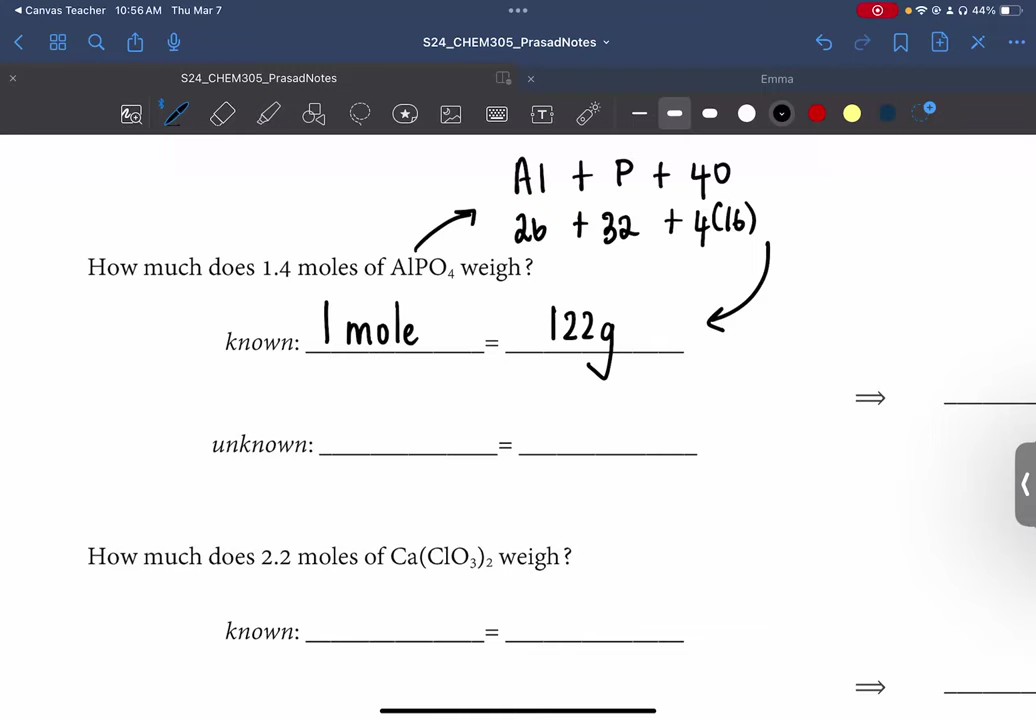 Canvas Teacher 10:56 AM Thu Mar 7 44%
S24_CHEM305_PrasadNotes
S24_CHEM305_PrasadNotes Emma
Al + P + 4O
26 + 32 + 4(16)
How much does 1.4 moles of AlPO₄ weigh?
known: 1 mole = 122g
⟹
unknown: =
How much does 2.2 moles of Ca(ClO₃)₂ weigh?
known: =
⟹